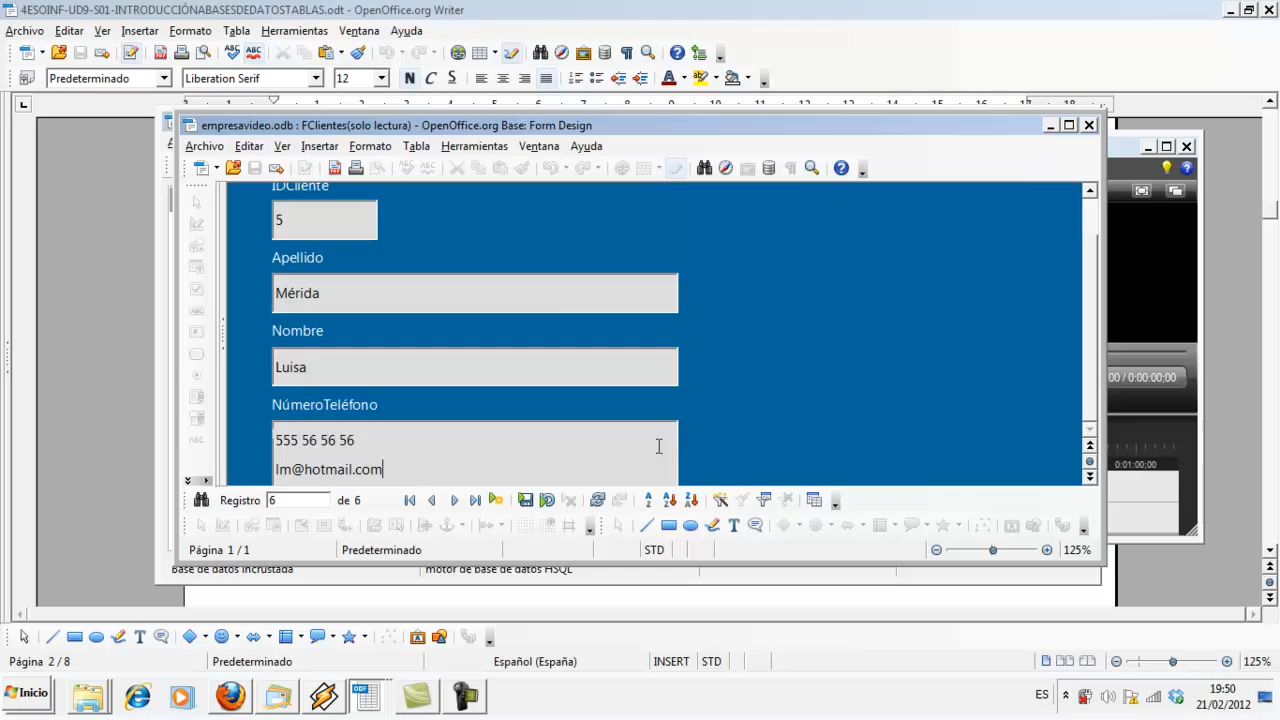 4ESOINF-UD9-S01-INTRODUCCIÓNABASESDEDATOSTABLAS.odt - OpenOffice.org Writer
Archivo Editar Ver Insertar Formato Tabla Herramientas Ventana Ayuda
Predeterminado Liberation Serif 12 N C S
empresavideo.odb : FClientes(solo lectura) - OpenOffice.org Base: Form Design
Archivo Editar Ver Insertar Formato Tabla Herramientas Ventana Ayuda
IDCliente
5
Apellido
Mérida
Nombre
Luisa
00 / 0:00:00;00
NúmeroTeléfono
555 56 56 56
lm@hotmail.com
0:01:00;00
Registro 6 de 6
Página 1 / 1 Predeterminado STD 125%
Base de datos incrustada motor de base de datos HSQL
Página 2 / 8 Predeterminado Español (España) INSERT STD 125%
Inicio ES 19:50
21/02/2012